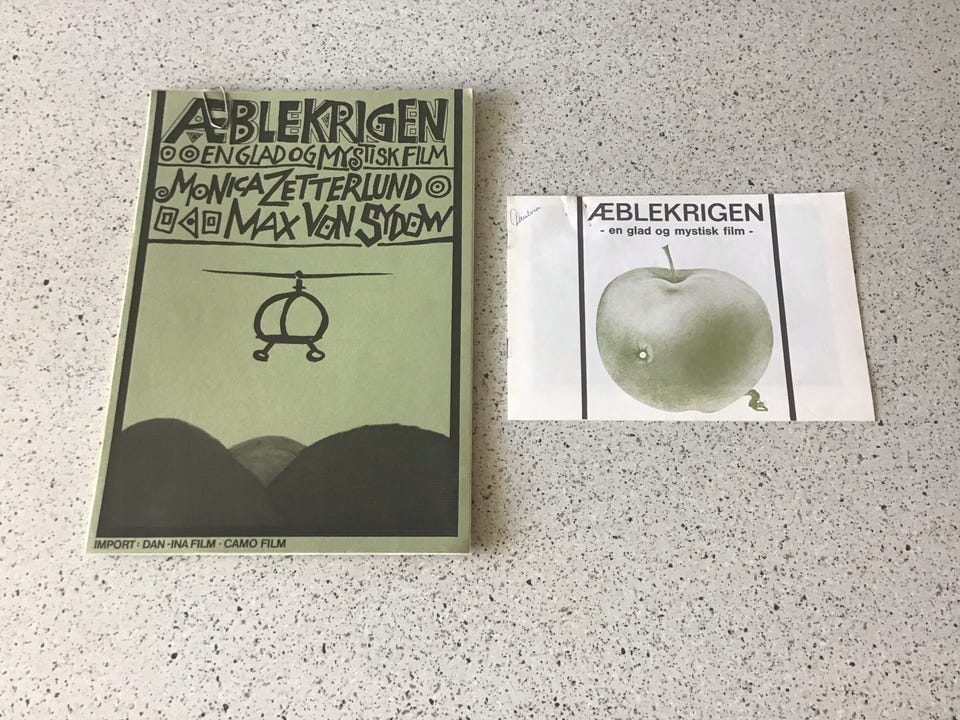 ÆBLEKRIGEN
EN GLAD OG MYSTISK FILM
MONICA ZETTERLUND
MAX VON SYDOW
IMPORT: DAN-INA FILM · CAMO FILM
ÆBLEKRIGEN
- en glad og mystisk film -